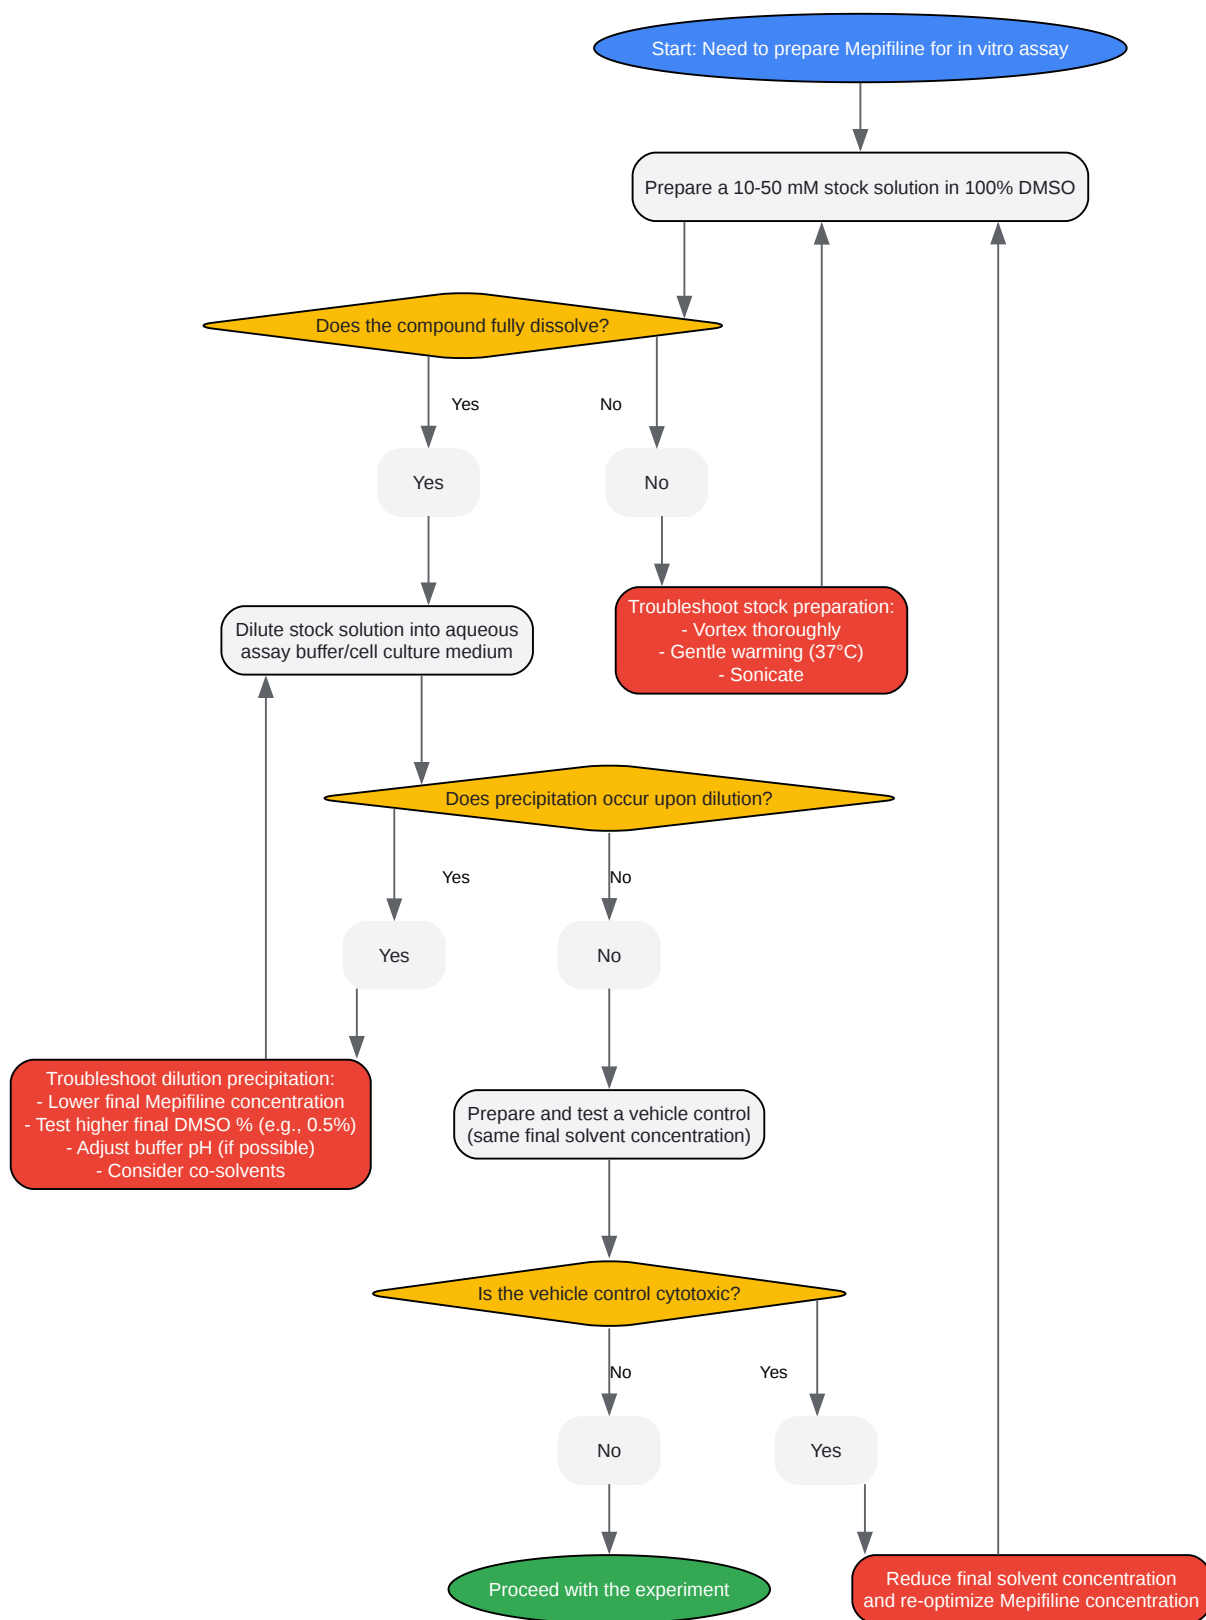 Start: Need to prepare Mepifiline for in vitro assay
Prepare a 10-50 mM stock solution in 100% DMSO
Does the compound fully dissolve?
Yes
No
Yes
No
Troubleshoot stock preparation:
- Vortex thoroughly
- Gentle warming (37°C)
- Sonicate
Dilute stock solution into aqueous
assay buffer/cell culture medium
Does precipitation occur upon dilution?
Yes
No
Yes
No
Troubleshoot dilution precipitation:
- Lower final Mepifiline concentration
- Test higher final DMSO % (e.g., 0.5%)
- Adjust buffer pH (if possible)
- Consider co-solvents
Prepare and test a vehicle control
(same final solvent concentration)
Is the vehicle control cytotoxic?
No
Yes
No
Yes
Proceed with the experiment
Reduce final solvent concentration
and re-optimize Mepifiline concentration